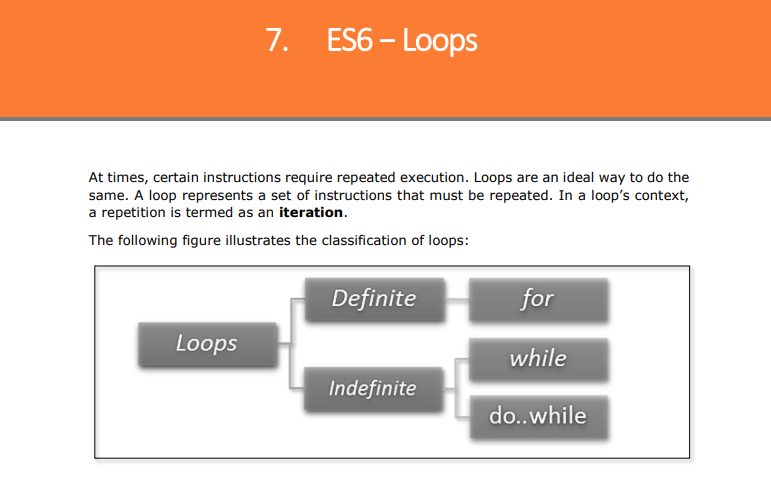 7. ES6 – Loops
At times, certain instructions require repeated execution. Loops are an ideal way to do the
same. A loop represents a set of instructions that must be repeated. In a loop’s context,
a repetition is termed as an iteration.
The following figure illustrates the classification of loops:
Loops
Definite
for
Indefinite
while
do..while